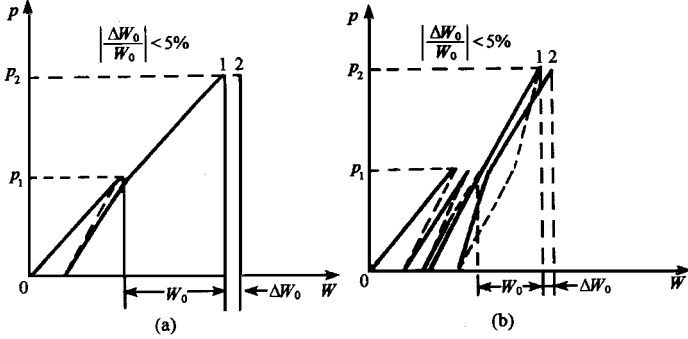 p
|ΔW₀/W₀|<5%
1 2
p₂
p₁
0
W₀
ΔW₀
W
(a)
p
|ΔW₀/W₀|<5%
1 2
p₂
p₁
0
W₀
ΔW₀
W
(b)